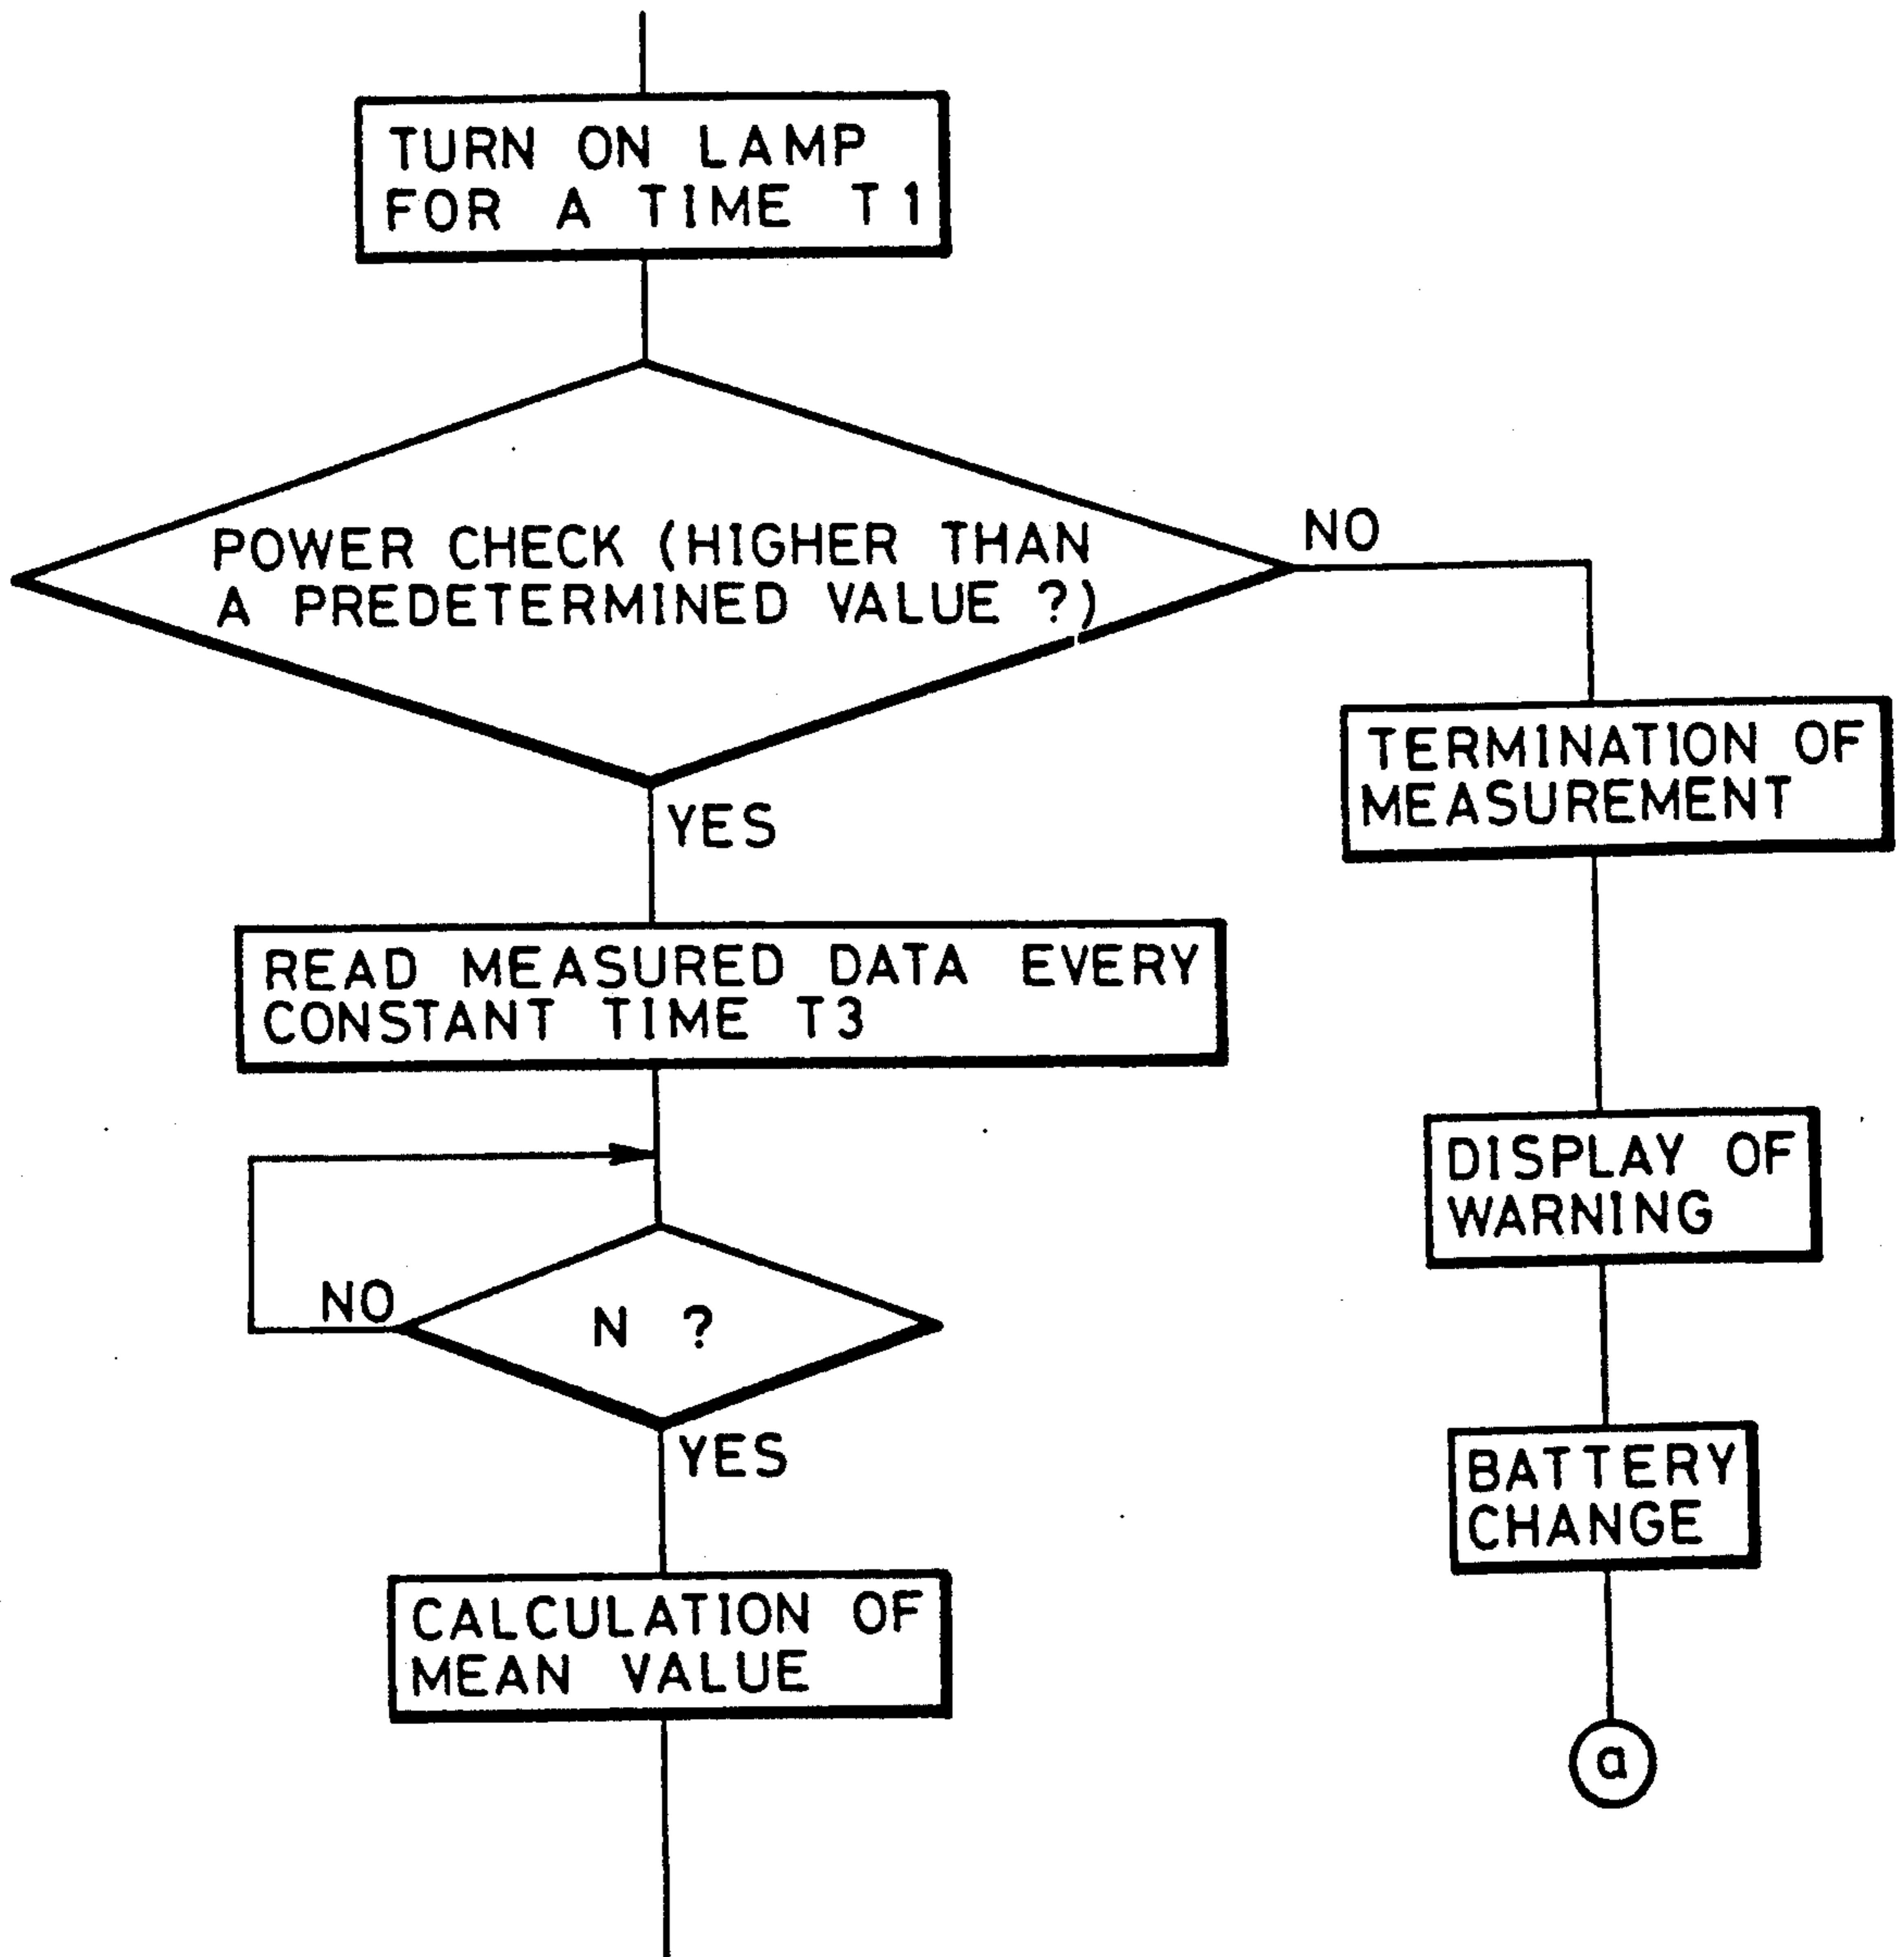 TURN ON LAMP
FOR A TIME T1
POWER CHECK (HIGHER THAN
A PREDETERMINED VALUE ?)
NO
YES
TERMINATION OF
MEASUREMENT
READ MEASURED DATA EVERY
CONSTANT TIME T3
DISPLAY OF
WARNING
NO
N ?
YES
BATTERY
CHANGE
CALCULATION OF
MEAN VALUE
a